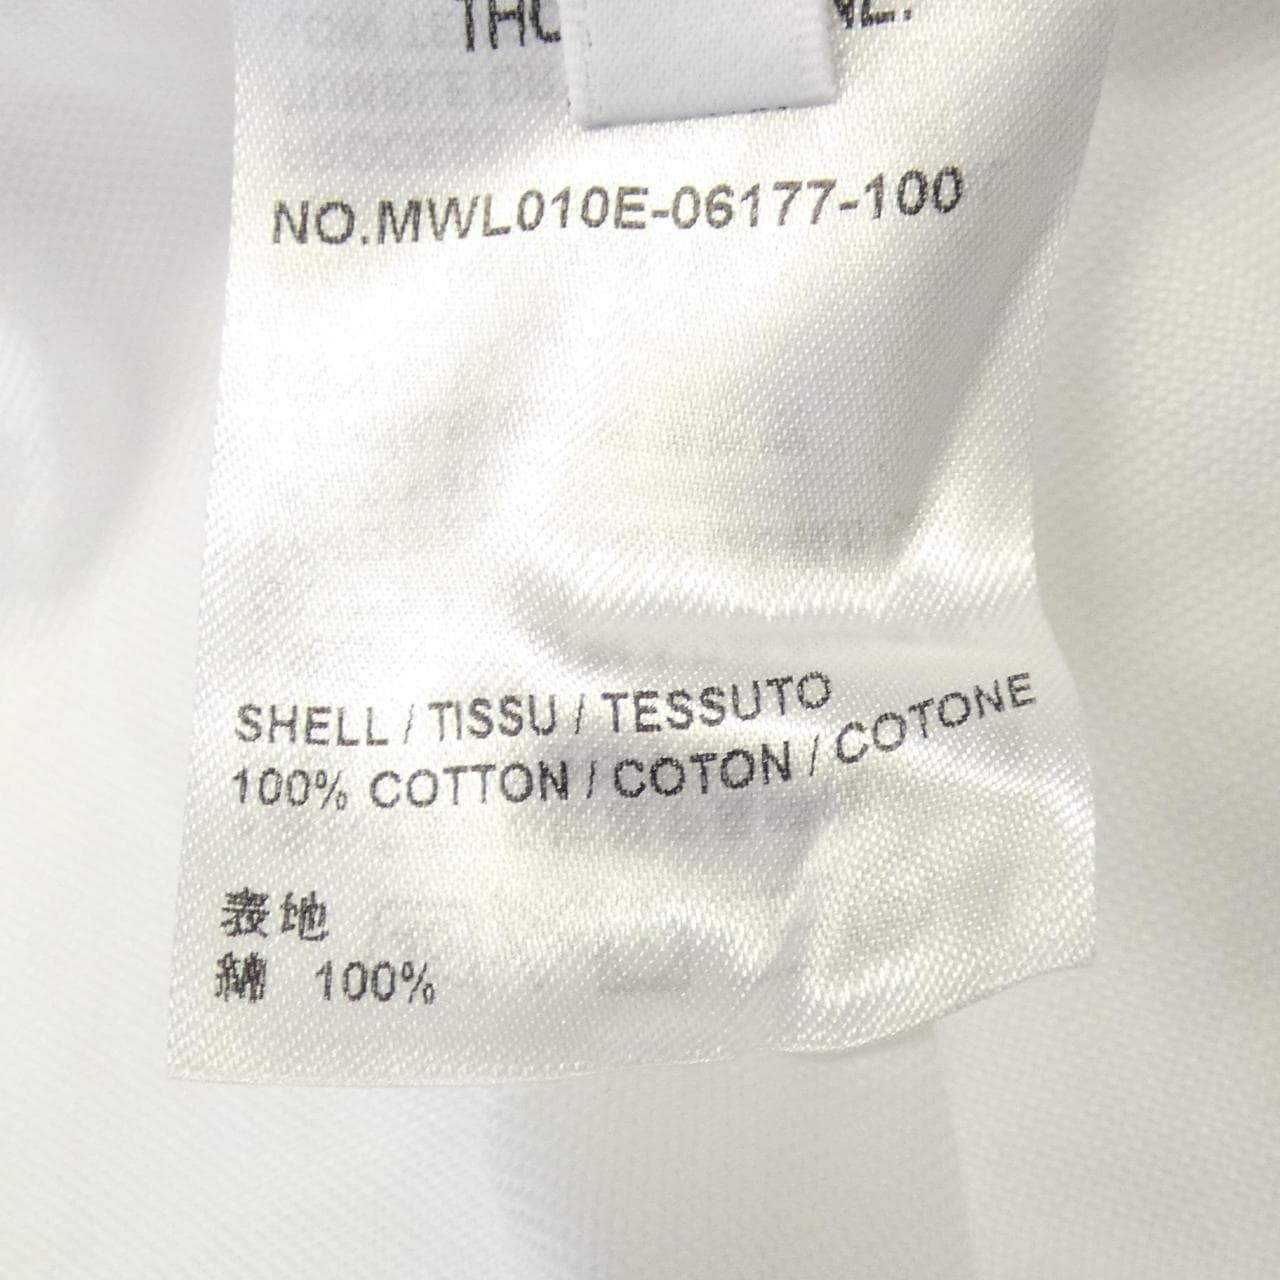 NO.MWL010E-06177-100
SHELL / TISSU / TESSUTO
100% COTTON / COTON / COTONE
表地
綿 100%